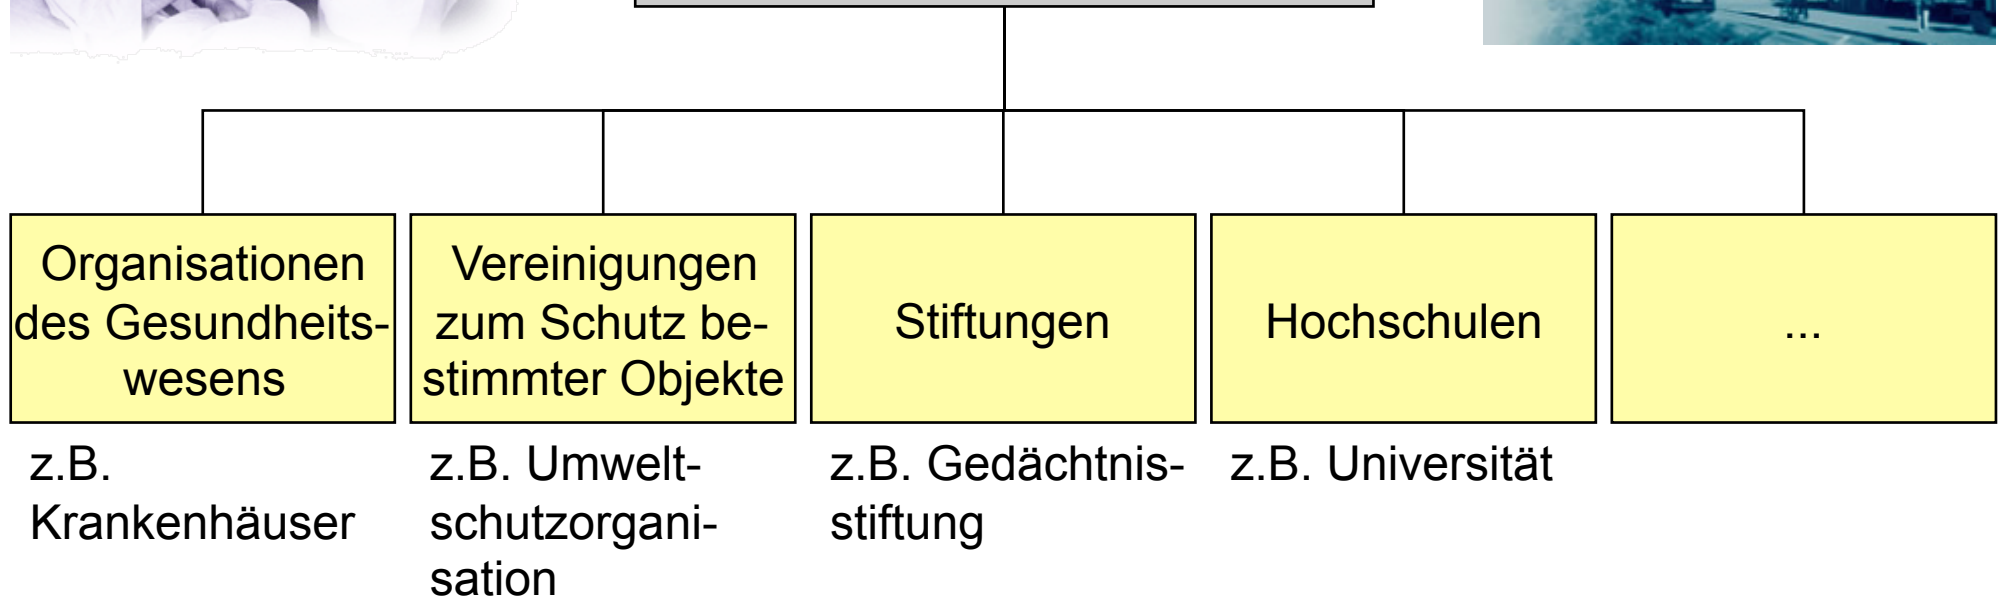 Organisationen
des Gesundheits-
wesens
Vereinigungen
zum Schutz be-
stimmter Objekte
Stiftungen
Hochschulen
...
z.B.
Krankenhäuser
z.B. Umwelt-
schutzorgani-
sation
z.B. Gedächtnis-
stiftung
z.B. Universität